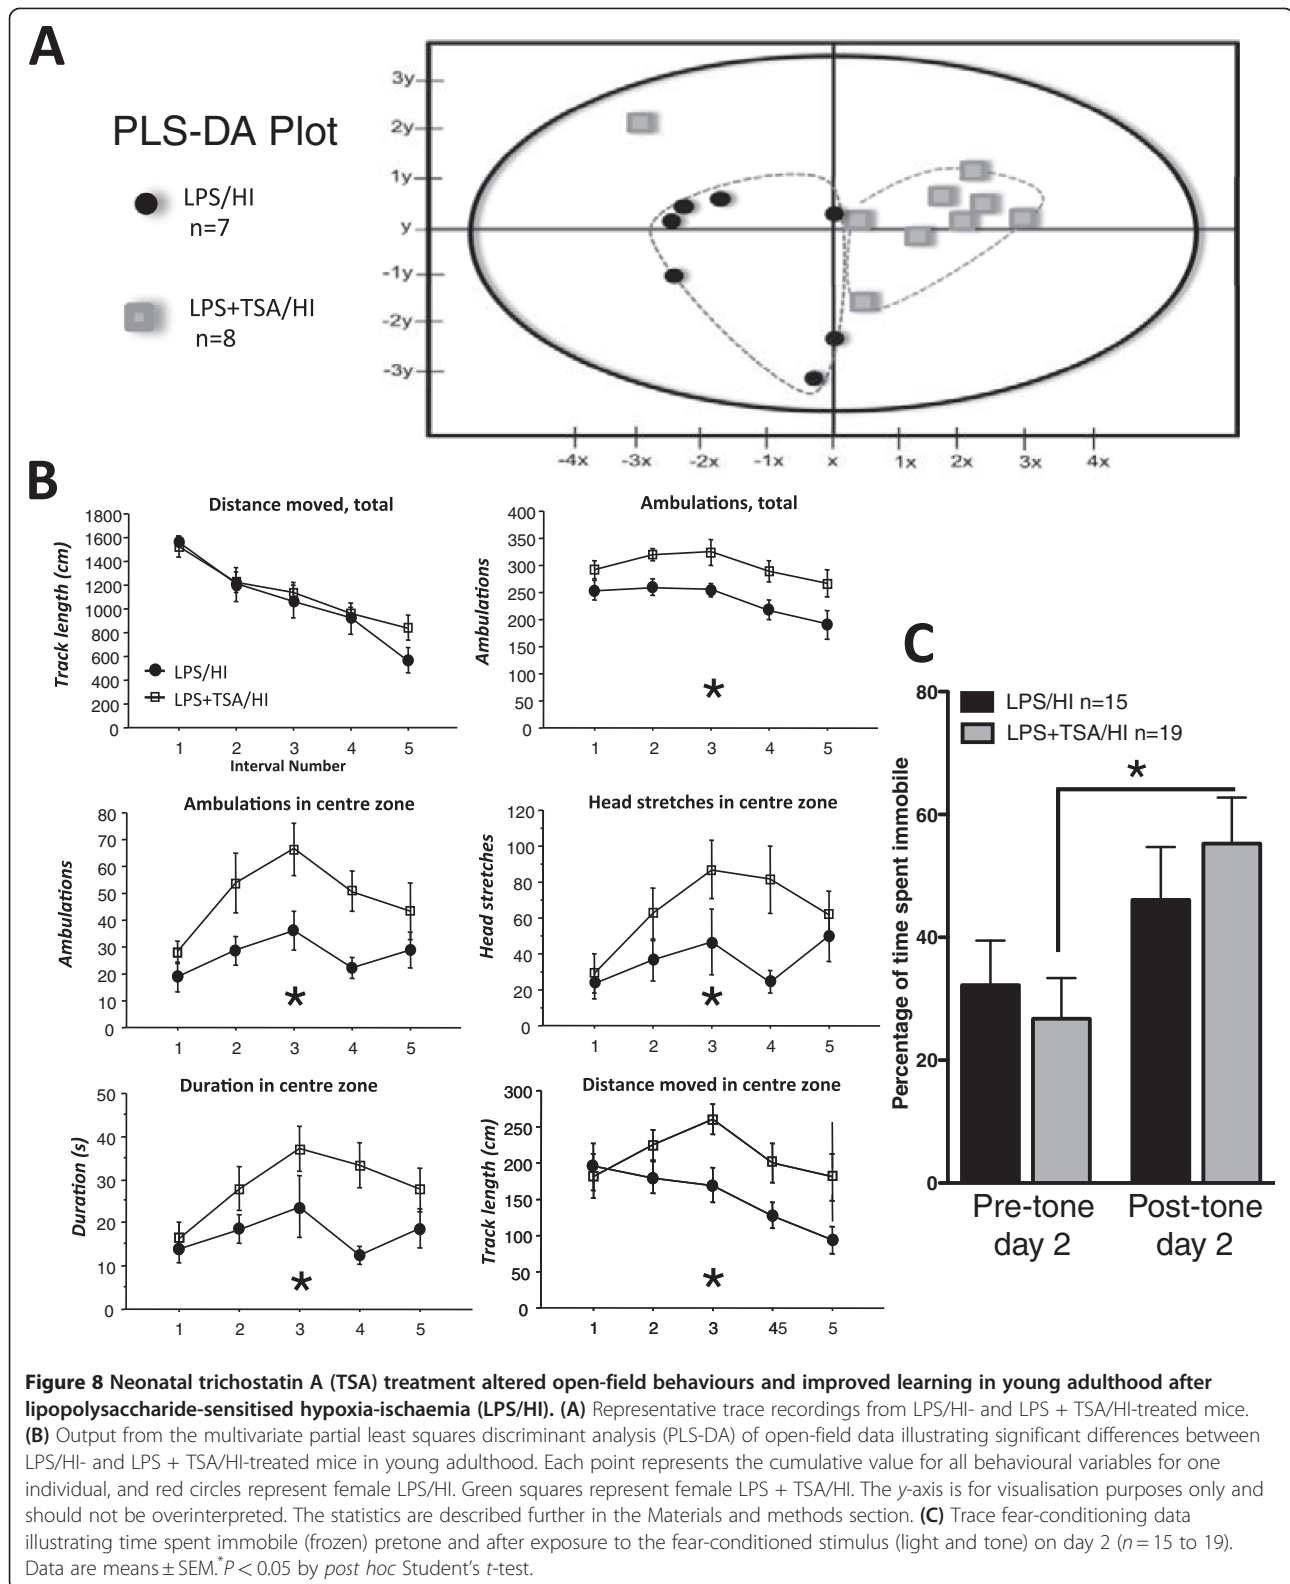 A
PLS-DA Plot
LPS/HI
n=7
LPS+TSA/HI
n=8
3y
2y
1y
y
-1y
-2y
-3y
-4x -3x -2x -1x x 1x 2x 3x 4x
B
Distance moved, total
Track length (cm)
1800
1600
1400
1200
1000
800
600
400
200
0
LPS/HI
LPS+TSA/HI
1 2 3 4 5
Interval Number
Ambulations, total
Ambulations
400
350
300
250
200
150
100
50
0
*
1 2 3 4 5
Ambulations in centre zone
Ambulations
80
70
60
50
40
30
20
10
0
*
1 2 3 4 5
Head stretches in centre zone
Head stretches
120
100
80
60
40
20
0
*
1 2 3 4 5
Duration in centre zone
Duration (s)
50
40
30
20
10
0
*
1 2 3 4 5
Distance moved in centre zone
Track length (cm)
300
250
200
150
100
50
0
*
1 2 3 45 5
C
Percentage of time spent immobile
80
60
40
20
0
LPS/HI n=15
LPS+TSA/HI n=19
*
Pre-tone
day 2
Post-tone
day 2
Figure 8 Neonatal trichostatin A (TSA) treatment altered open-field behaviours and improved learning in young adulthood after
lipopolysaccharide-sensitised hypoxia-ischaemia (LPS/HI). (A) Representative trace recordings from LPS/HI- and LPS + TSA/HI-treated mice.
(B) Output from the multivariate partial least squares discriminant analysis (PLS-DA) of open-field data illustrating significant differences between
LPS/HI- and LPS + TSA/HI-treated mice in young adulthood. Each point represents the cumulative value for all behavioural variables for one
individual, and red circles represent female LPS/HI. Green squares represent female LPS + TSA/HI. The y-axis is for visualisation purposes only and
should not be overinterpreted. The statistics are described further in the Materials and methods section. (C) Trace fear-conditioning data
illustrating time spent immobile (frozen) pretone and after exposure to the fear-conditioned stimulus (light and tone) on day 2 (n = 15 to 19).
Data are means ± SEM. *P < 0.05 by post hoc Student's t-test.